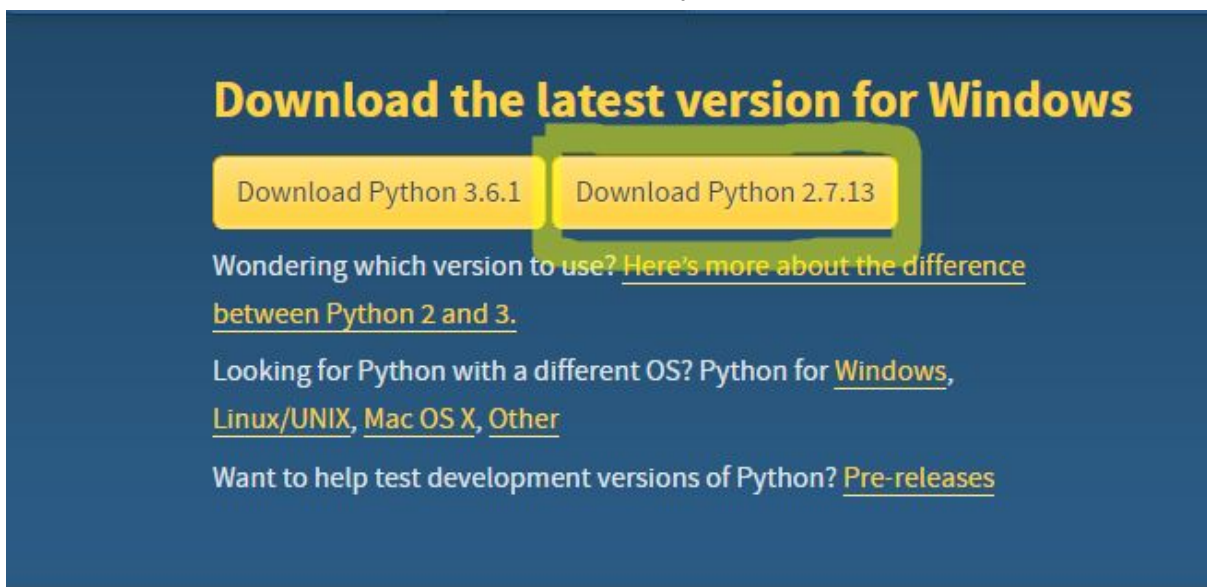 Download the latest version for Windows
Download Python 3.6.1 Download Python 2.7.13
Wondering which version to use? Here's more about the difference
between Python 2 and 3.
Looking for Python with a different OS? Python for Windows,
Linux/UNIX, Mac OS X, Other
Want to help test development versions of Python? Pre-releases